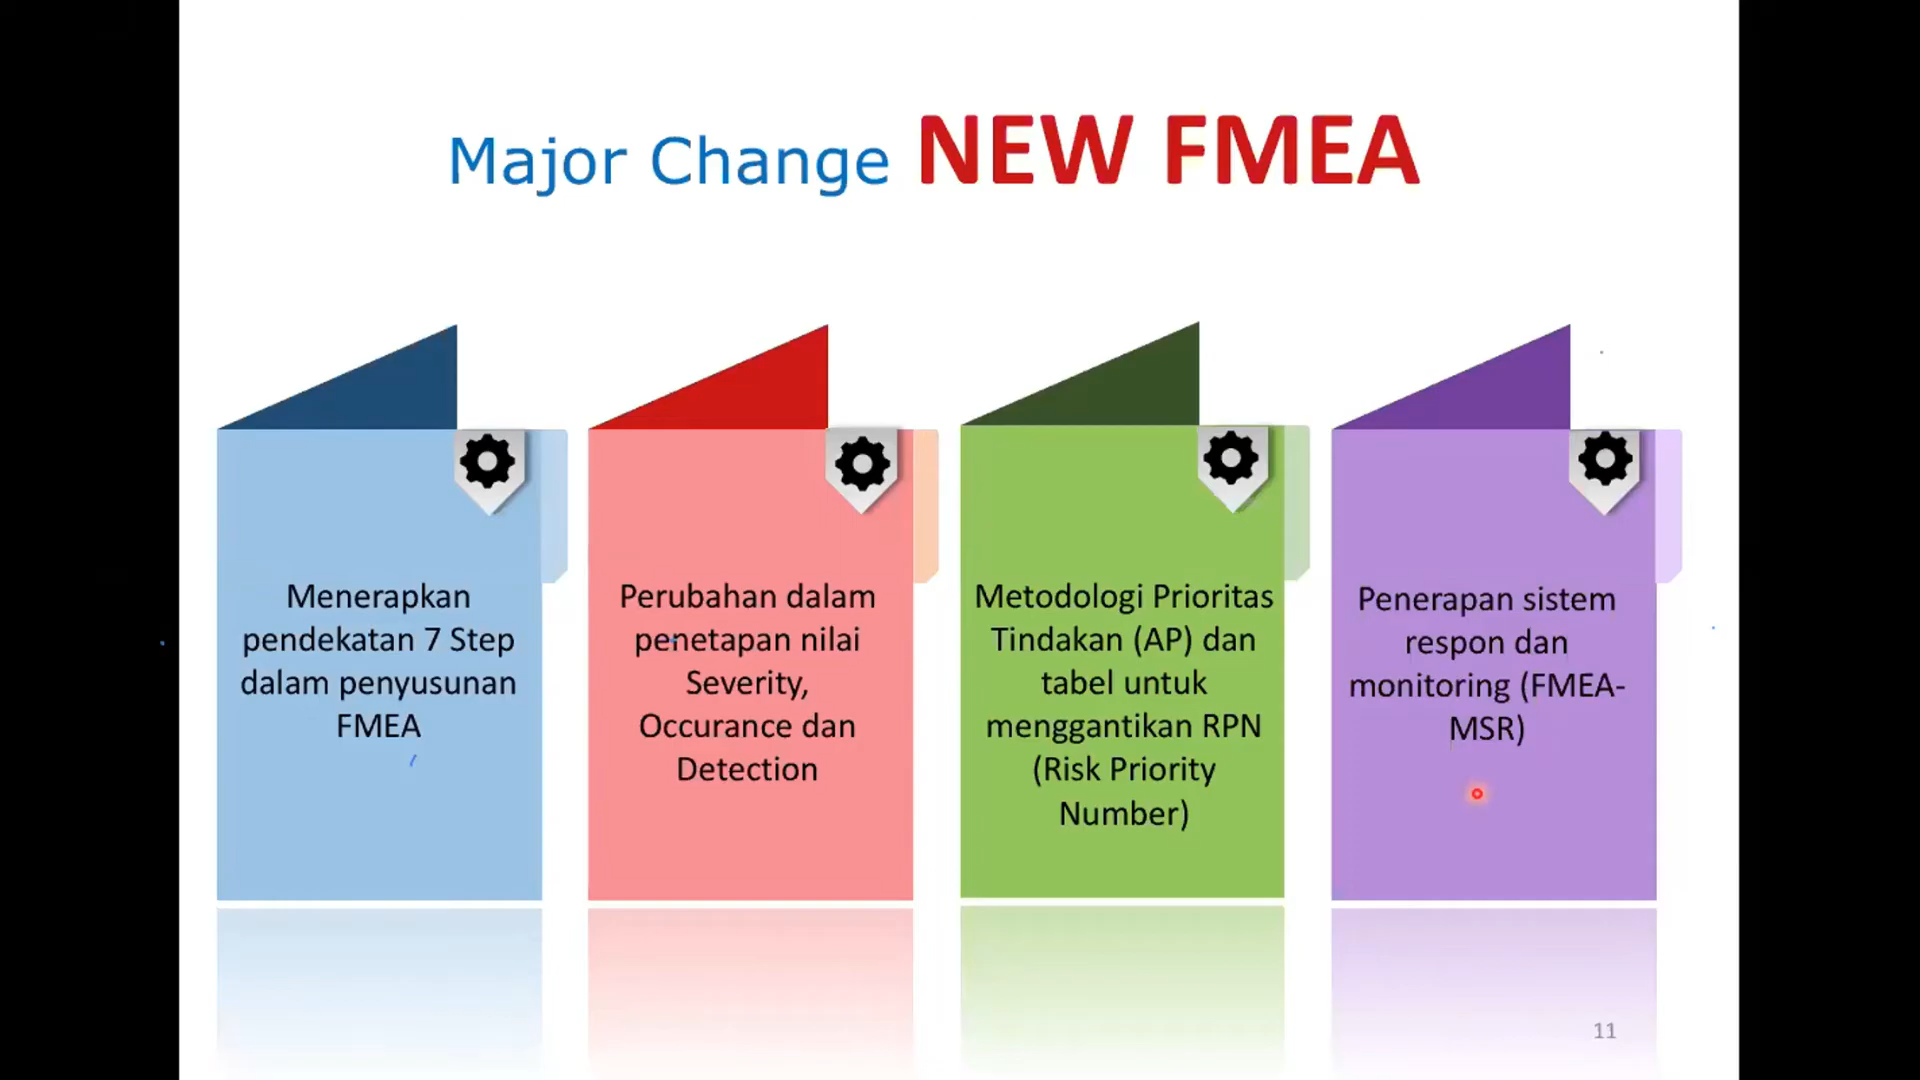 Major Change NEW FMEA
Menerapkan
pendekatan 7 Step
dalam penyusunan
FMEA
Perubahan dalam
penetapan nilai
Severity,
Occurance dan
Detection
Metodologi Prioritas
Tindakan (AP) dan
tabel untuk
menggantikan RPN
(Risk Priority
Number)
Penerapan sistem
respon dan
monitoring (FMEA-
MSR)
11